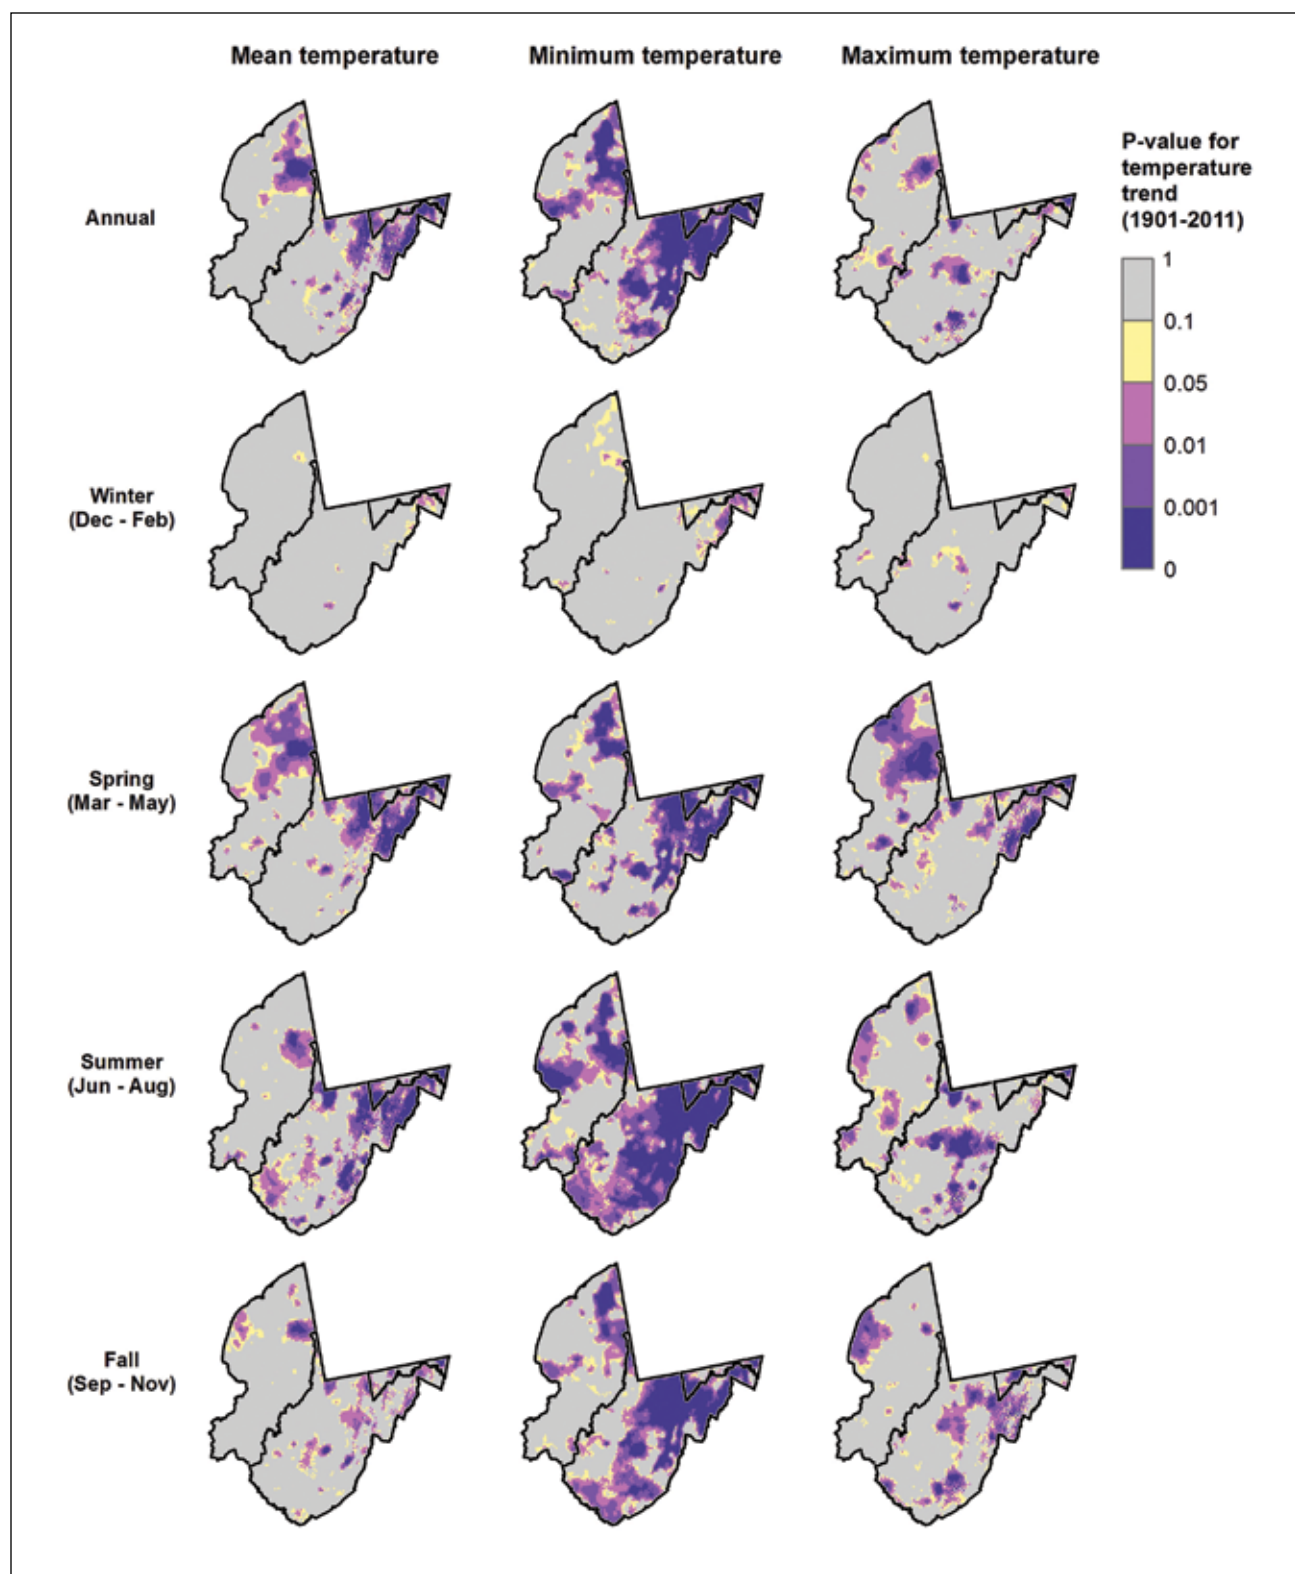 Mean temperature
Minimum temperature
Maximum temperature
P-value for
temperature
trend
(1901-2011)
1
0.1
0.05
0.01
0.001
0
Annual
Winter
(Dec - Feb)
Spring
(Mar - May)
Summer
(Jun - Aug)
Fall
(Sep - Nov)